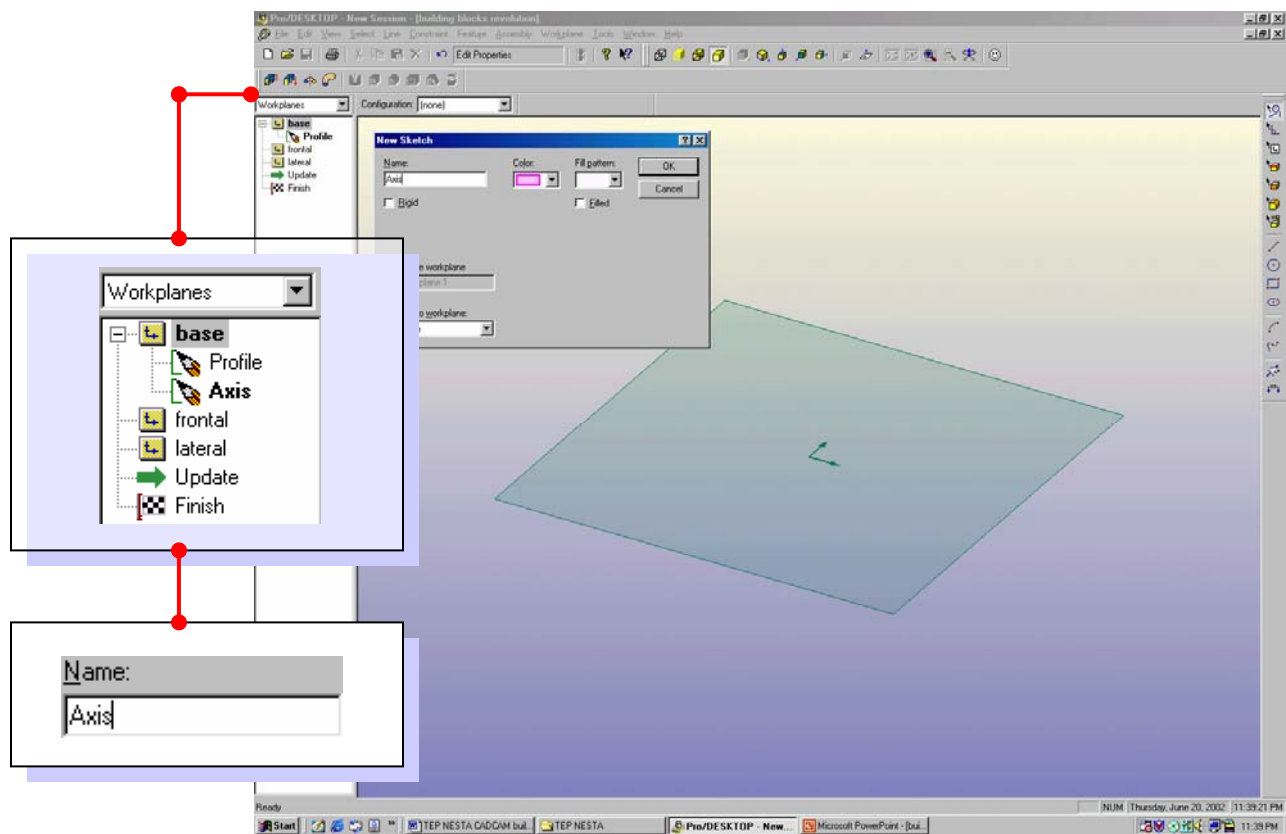 Pro/DESKTOP - New Session - [building blocks revolution]
File Edit View Select Line Constraint Feature Assembly Workplane Tools Window Help
Edit Properties
Workplanes
Configuration: (none)
base
Profile
frontal
lateral
Update
Finish
New Sketch
Name:
Axis
Color:
Fill pattern:
OK
Cancel
Rigid
Filled
e workplane
plane 1
o workplane:
Workplanes
base
Profile
Axis
frontal
lateral
Update
Finish
Name:
Axis
Ready
NUM Thursday, June 20, 2002 11:39:21 PM
Start
TEP NESTA CADCAM buil...
TEP NESTA
Pro/DESKTOP - New...
Microsoft PowerPoint - [bui...
11:39 PM